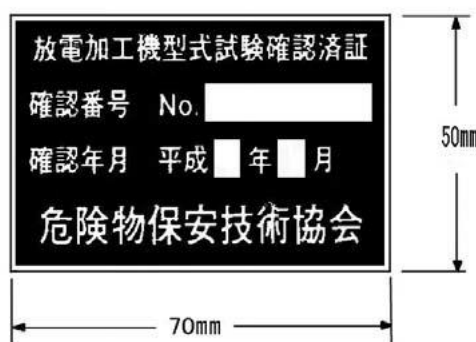 放電加工機型式試験確認済証
確認番号 No.
確認年月 平成 年 月
危険物保安技術協会
50mm
70mm